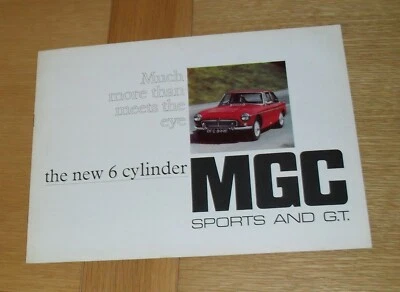 Much
more than
meets the
eye
the new 6 cylinder
MGC
SPORTS AND G.T.